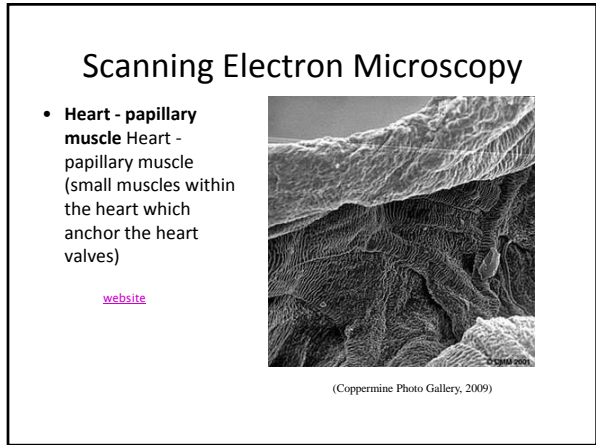 Scanning Electron Microscopy
• Heart - papillary
muscle Heart -
papillary muscle
(small muscles within
the heart which
anchor the heart
valves)
website
© CMM 2001
(Coppermine Photo Gallery, 2009)